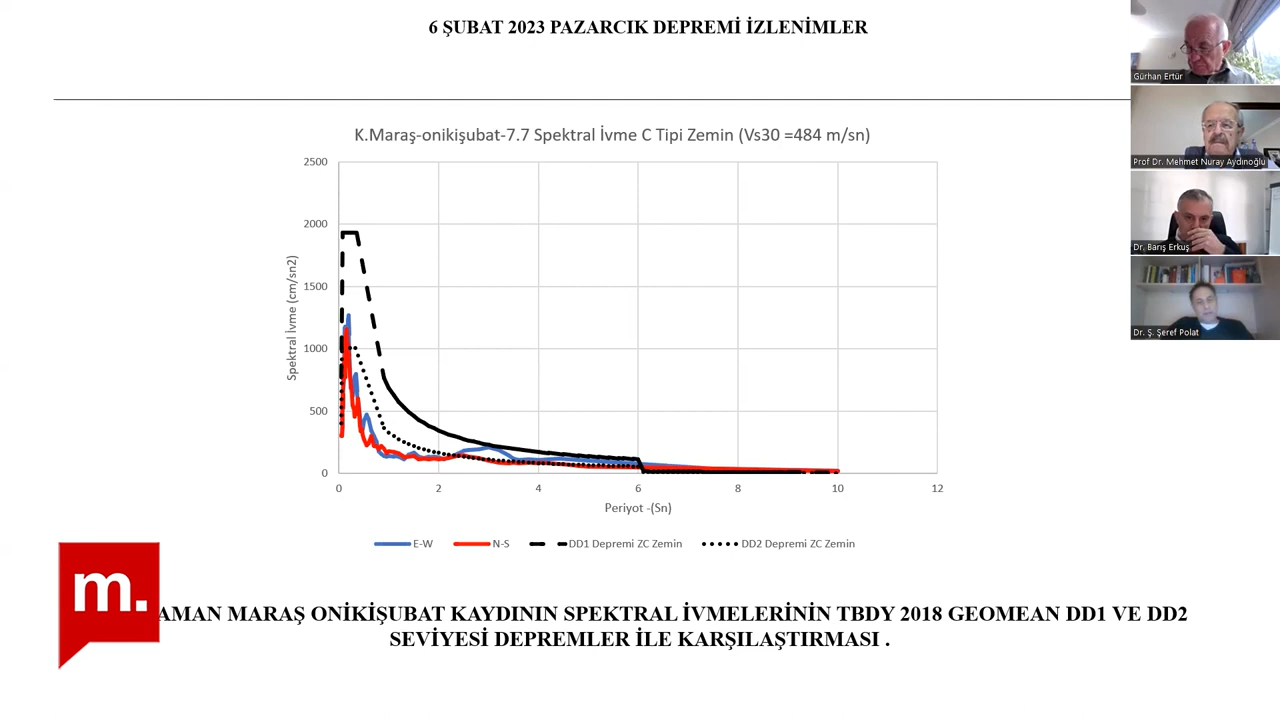 6 ŞUBAT 2023 PAZARCIK DEPREMİ İZLENİMLER
Gürhan Ertür
Prof Dr. Mehmet Nuray Aydınoğlu
Dr. Barış Erkuş
Dr. Ş. Şeref Polat
K.Maraş-onikişubat-7.7 Spektral İvme C Tipi Zemin (Vs30 =484 m/sn)
Spektral İvme (cm/sn2)
2500
2000
1500
1000
500
0
0 2 4 6 8 10 12
Periyot -(Sn)
E-W N-S DD1 Depremi ZC Zemin DD2 Depremi ZC Zemin
m.
AMAN MARAŞ ONİKİŞUBAT KAYDININ SPEKTRAL İVMELERİNİN TBDY 2018 GEOMEAN DD1 VE DD2
SEVİYESİ DEPREMLER İLE KARŞILAŞTIRMASI .